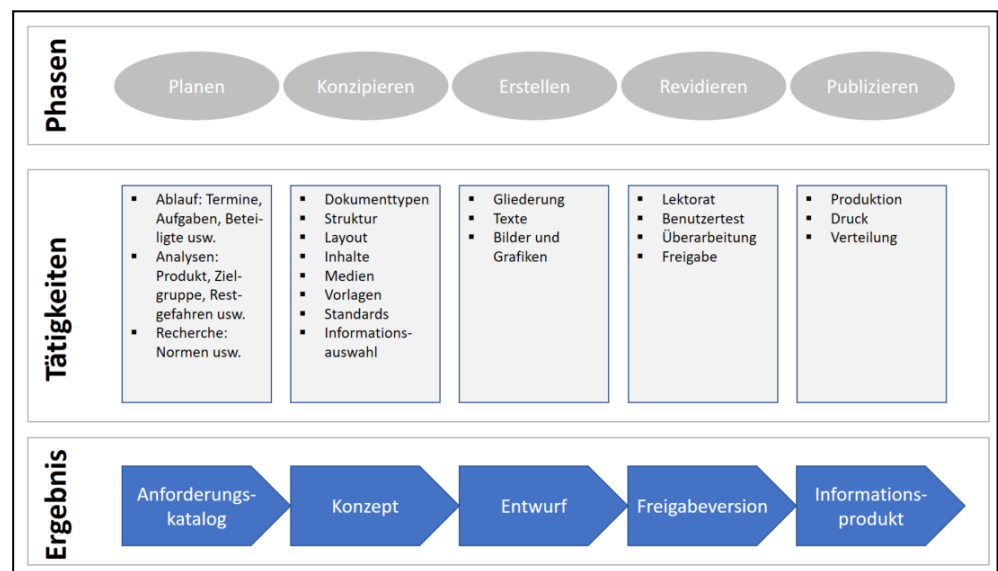 Phasen
Planen
Konzipieren
Erstellen
Revidieren
Publizieren
Tätigkeiten
▪ Ablauf: Termine,
Aufgaben, Betei-
ligte usw.
▪ Analysen:
Produkt, Ziel-
gruppe, Rest-
gefahren usw.
▪ Recherche:
Normen usw.
▪ Dokumenttypen
▪ Struktur
▪ Layout
▪ Inhalte
▪ Medien
▪ Vorlagen
▪ Standards
▪ Informations-
auswahl
▪ Gliederung
▪ Texte
▪ Bilder und
Grafiken
▪ Lektorat
▪ Benutzertest
▪ Überarbeitung
▪ Freigabe
▪ Produktion
▪ Druck
▪ Verteilung
Ergebnis
Anforderungs-
katalog
Konzept
Entwurf
Freigabeversion
Informations-
produkt